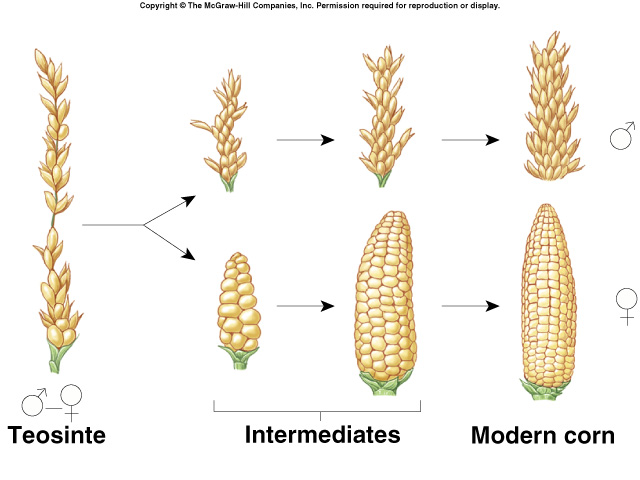 Copyright © The McGraw-Hill Companies, Inc. Permission required for reproduction or display.
Teosinte
Intermediates
Modern corn